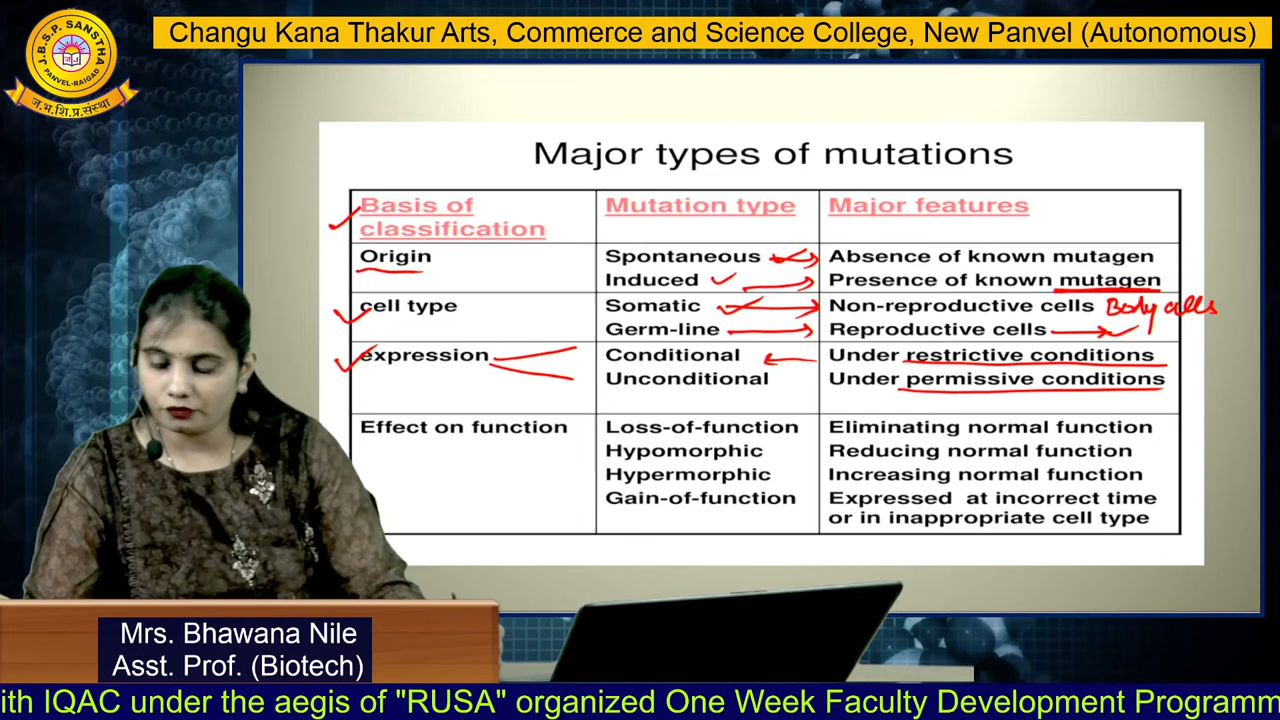 Changu Kana Thakur Arts, Commerce and Science College, New Panvel (Autonomous)
J.B.S.P. SANSTHA
PANVEL-RAIGAD
ज.भ.शि.प्र.संस्था
Major types of mutations
Basis of classification Mutation type Major features
Origin Spontaneous Absence of known mutagen
Induced Presence of known mutagen
cell type Somatic Non-reproductive cells Body cells
Germ-line Reproductive cells
expression Conditional Under restrictive conditions
Unconditional Under permissive conditions
Effect on function Loss-of-function Eliminating normal function
Hypomorphic Reducing normal function
Hypermorphic Increasing normal function
Gain-of-function Expressed at incorrect time
or in inappropriate cell type
Mrs. Bhawana Nile
Asst. Prof. (Biotech)
ith IQAC under the aegis of "RUSA" organized One Week Faculty Development Programm